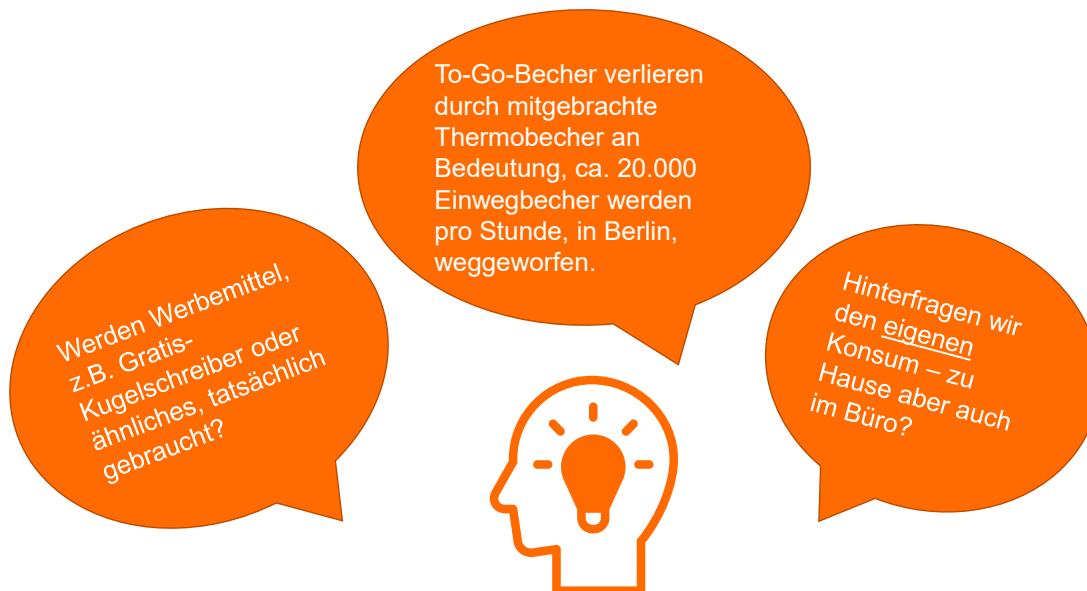 Werden Werbemittel,
z.B. Gratis-
Kugelschreiber oder
ähnliches, tatsächlich
gebraucht?
To-Go-Becher verlieren
durch mitgebrachte
Thermobecher an
Bedeutung, ca. 20.000
Einwegbecher werden
pro Stunde, in Berlin,
weggeworfen.
Hinterfragen wir
den eigenen
Konsum – zu
Hause aber auch
im Büro?